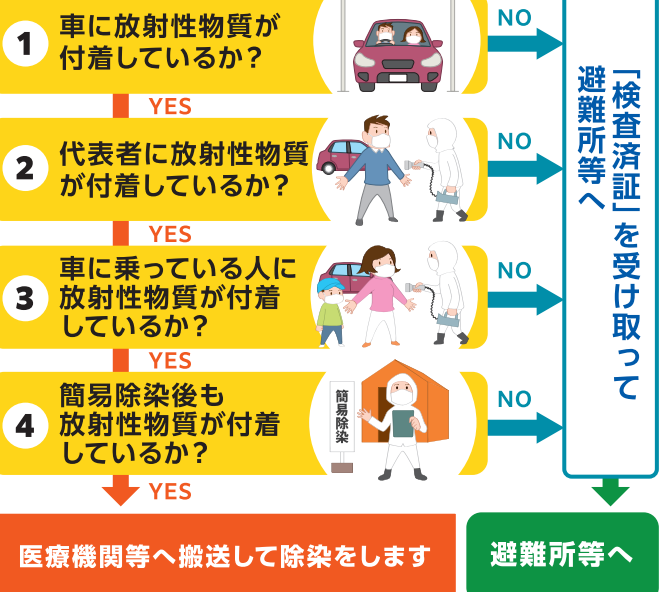 1
車に放射性物質が
付着しているか？
NO
YES
2
代表者に放射性物質
が付着しているか？
NO
YES
3
車に乗っている人に
放射性物質が付着
しているか？
NO
YES
4
簡易除染後も
放射性物質が付着
しているか？
簡易除染
NO
YES
「検査済証」を受け取って
避難所等へ
医療機関等へ搬送して除染をします
避難所等へ